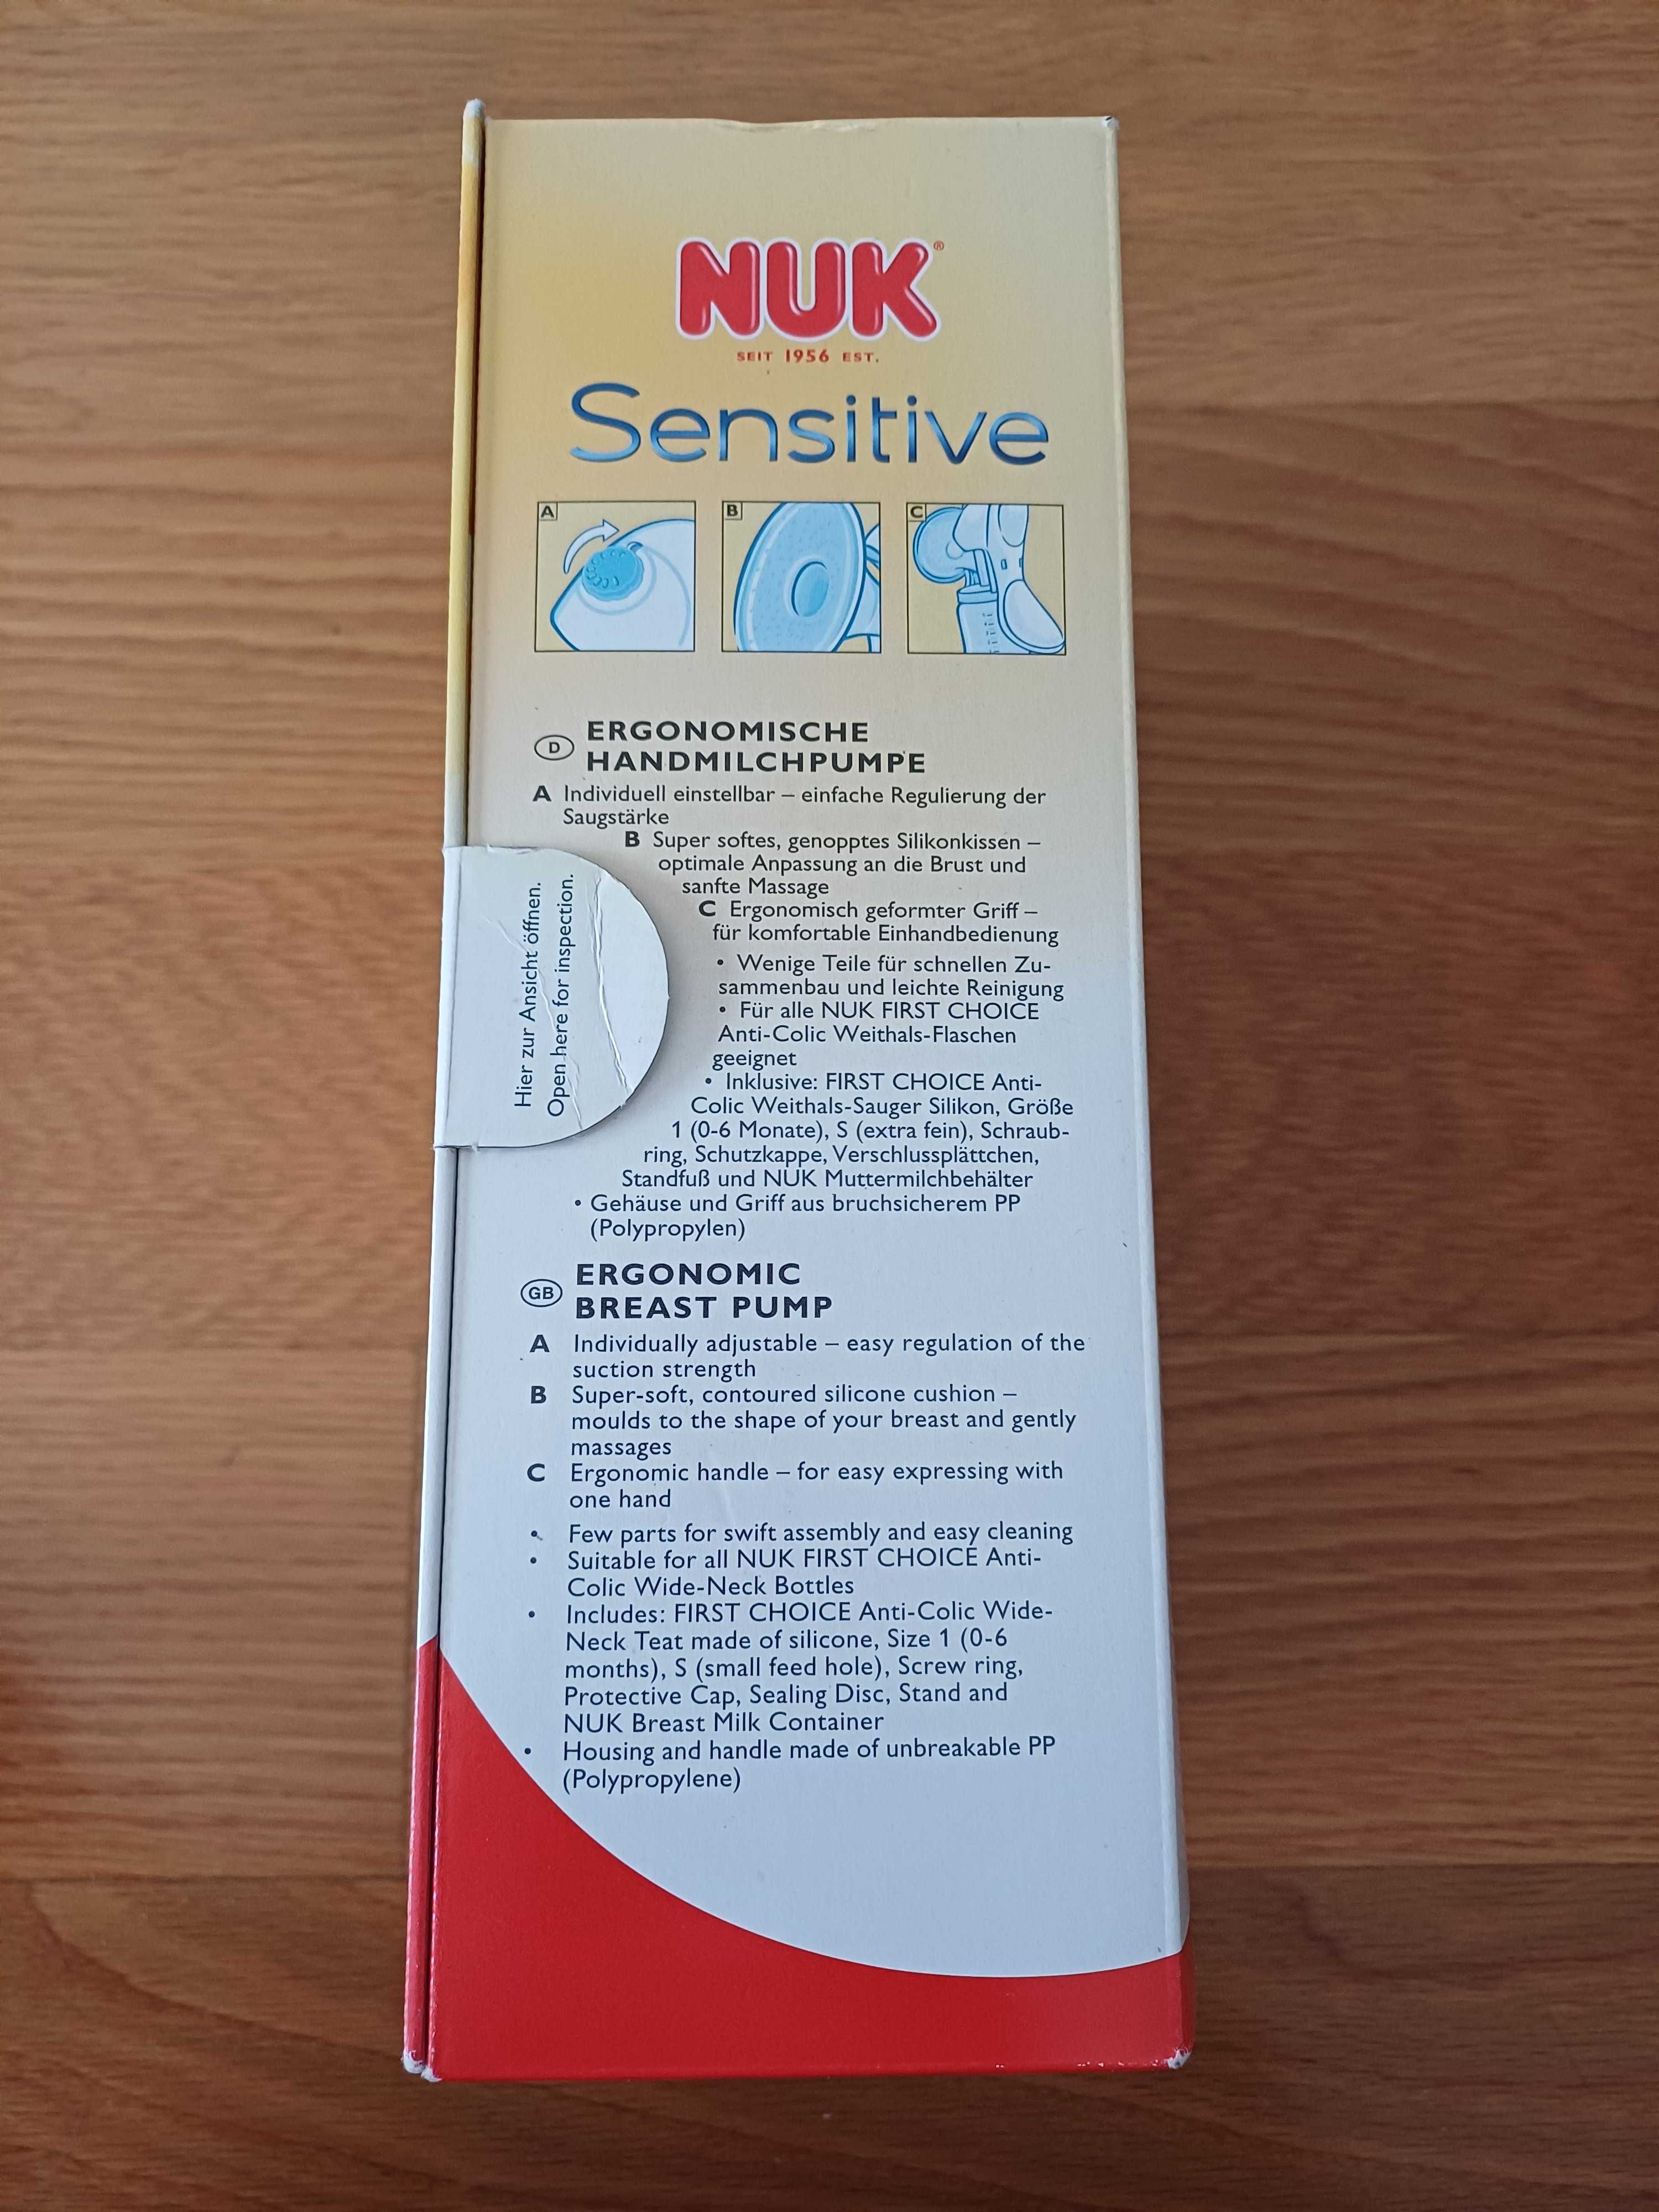 NUK®
SEIT 1956 EST.
Sensitive
A
B
C
D
ERGONOMISCHE
HANDMILCHPUMPE
A Individuell einstellbar – einfache Regulierung der
Saugstärke
B Super softes, genopptes Silikonkissen –
optimale Anpassung an die Brust und
sanfte Massage
C Ergonomisch geformter Griff –
für komfortable Einhandbedienung
• Wenige Teile für schnellen Zu-
sammenbau und leichte Reinigung
• Für alle NUK FIRST CHOICE
Anti-Colic Weithals-Flaschen
geeignet
• Inklusive: FIRST CHOICE Anti-
Colic Weithals-Sauger Silikon, Größe
1 (0-6 Monate), S (extra fein), Schraub-
ring, Schutzkappe, Verschlussplättchen,
Standfuß und NUK Muttermilchbehälter
• Gehäuse und Griff aus bruchsicherem PP
(Polypropylen)
Hier zur Ansicht öffnen.
Open here for inspection.
GB
ERGONOMIC
BREAST PUMP
A Individually adjustable – easy regulation of the
suction strength
B Super-soft, contoured silicone cushion –
moulds to the shape of your breast and gently
massages
C Ergonomic handle – for easy expressing with
one hand
• Few parts for swift assembly and easy cleaning
• Suitable for all NUK FIRST CHOICE Anti-
Colic Wide-Neck Bottles
• Includes: FIRST CHOICE Anti-Colic Wide-
Neck Teat made of silicone, Size 1 (0-6
months), S (small feed hole), Screw ring,
Protective Cap, Sealing Disc, Stand and
NUK Breast Milk Container
• Housing and handle made of unbreakable PP
(Polypropylene)